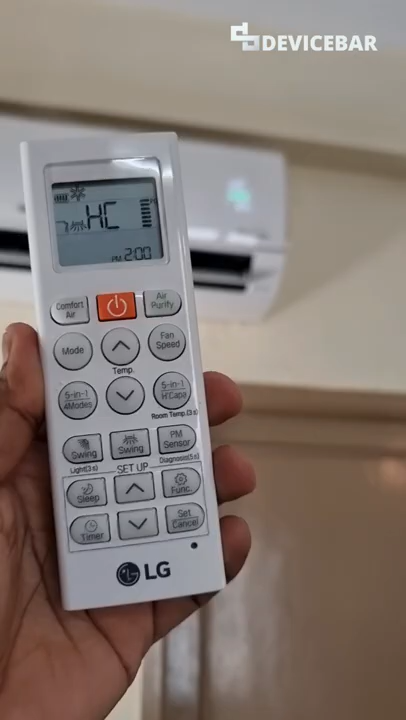 DEVICEBAR
HC
PM 2:00
Comfort
Air
Air
Purify
Mode
Fan
Speed
Temp.
5-in-1
4Modes
5-in-1
H'Capa
Room Temp.(3s)
Swing
Swing
PM
Sensor
Light(3s)
Diagnosis(5s)
SET UP
Sleep
Func.
Timer
Set
Cancel
LG